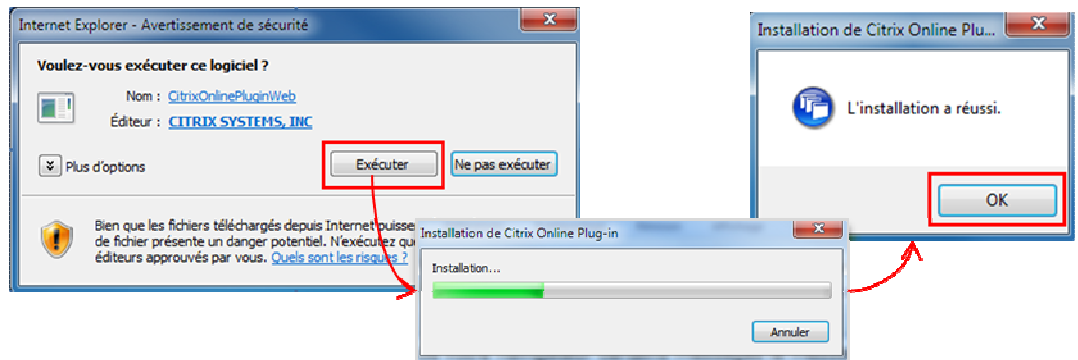 Internet Explorer - Avertissement de sécurité
Voulez-vous exécuter ce logiciel ?
Nom : CitrixOnlinePluginWeb
Éditeur : CITRIX SYSTEMS, INC
Plus d'options
Exécuter
Ne pas exécuter
Bien que les fichiers téléchargés depuis Internet puisse
de fichier présente un danger potentiel. N'exécutez qu
éditeurs approuvés par vous. Quels sont les risques ?
Installation de Citrix Online Plug-in
Installation...
Annuler
Installation de Citrix Online Plu...
L'installation a réussi.
OK